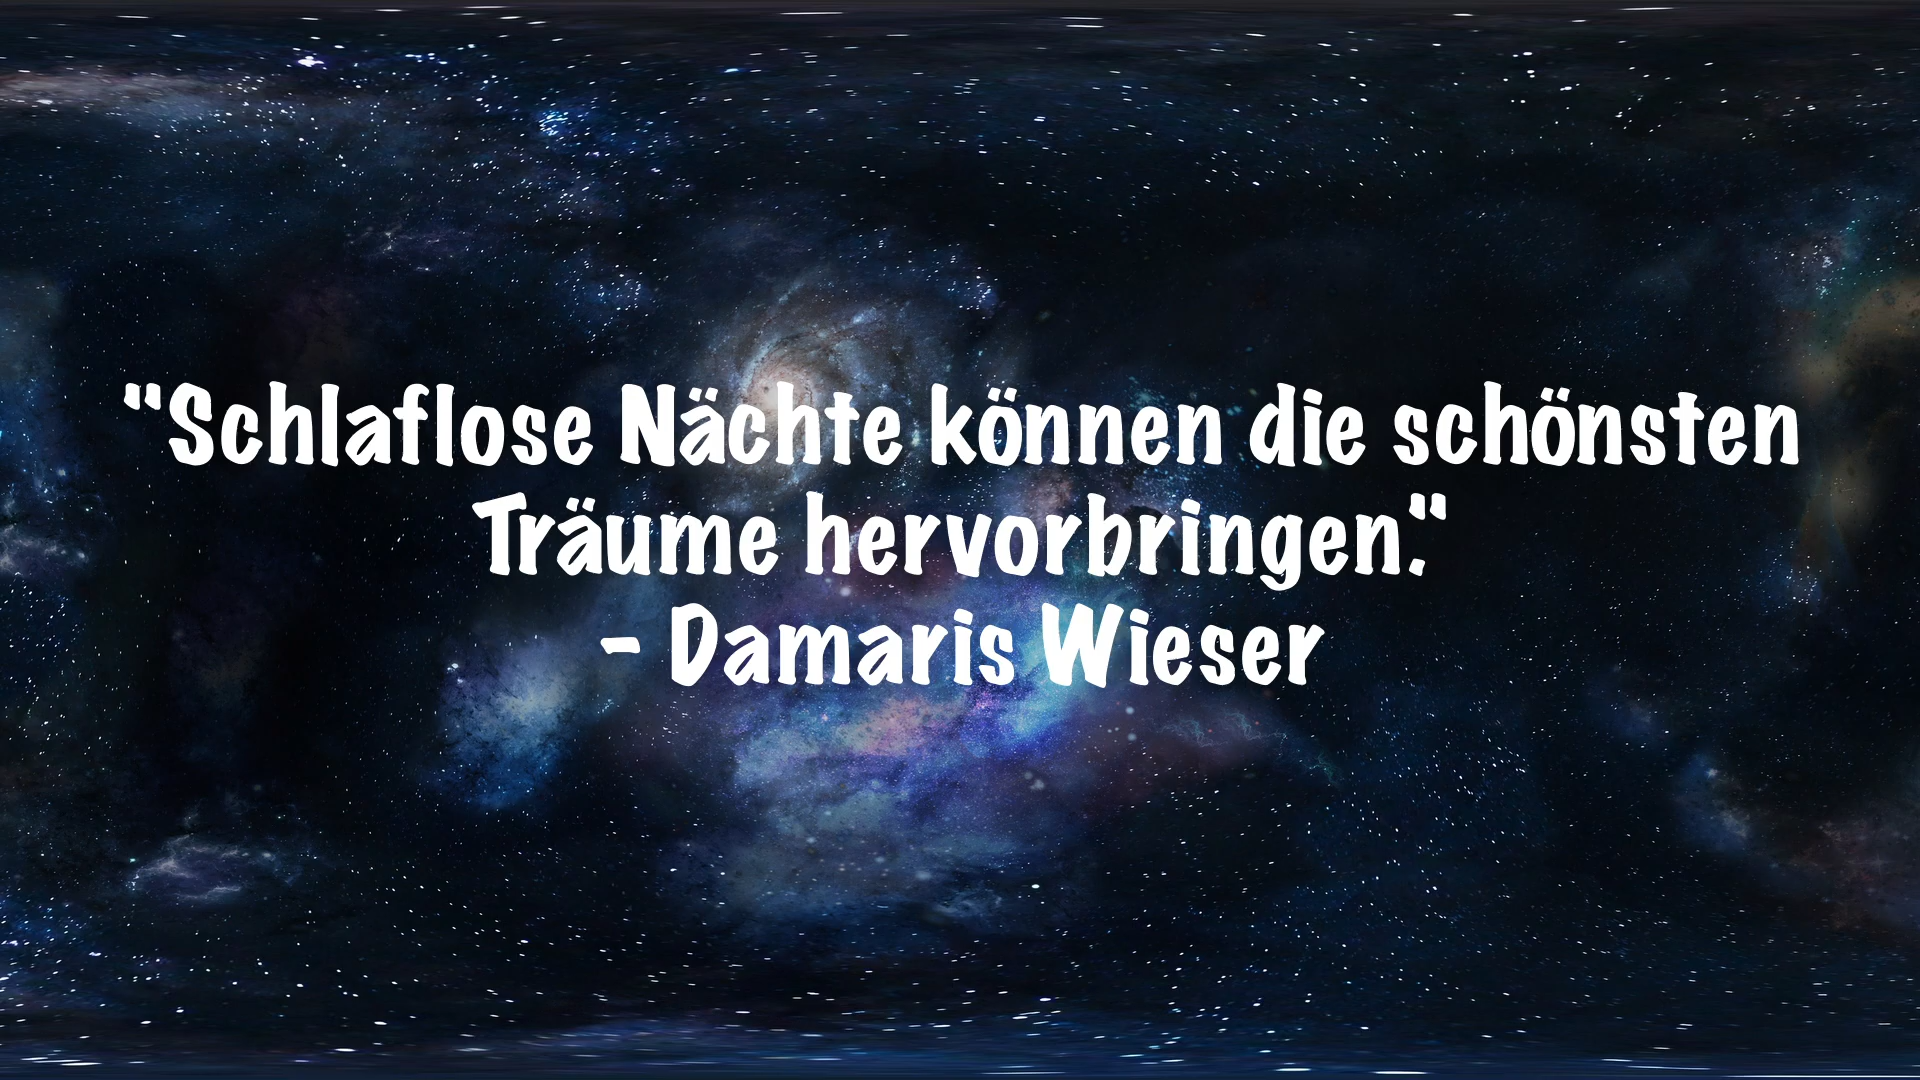 "Schlaflose Nächte können die schönsten
Träume hervorbringen."
- Damaris Wieser